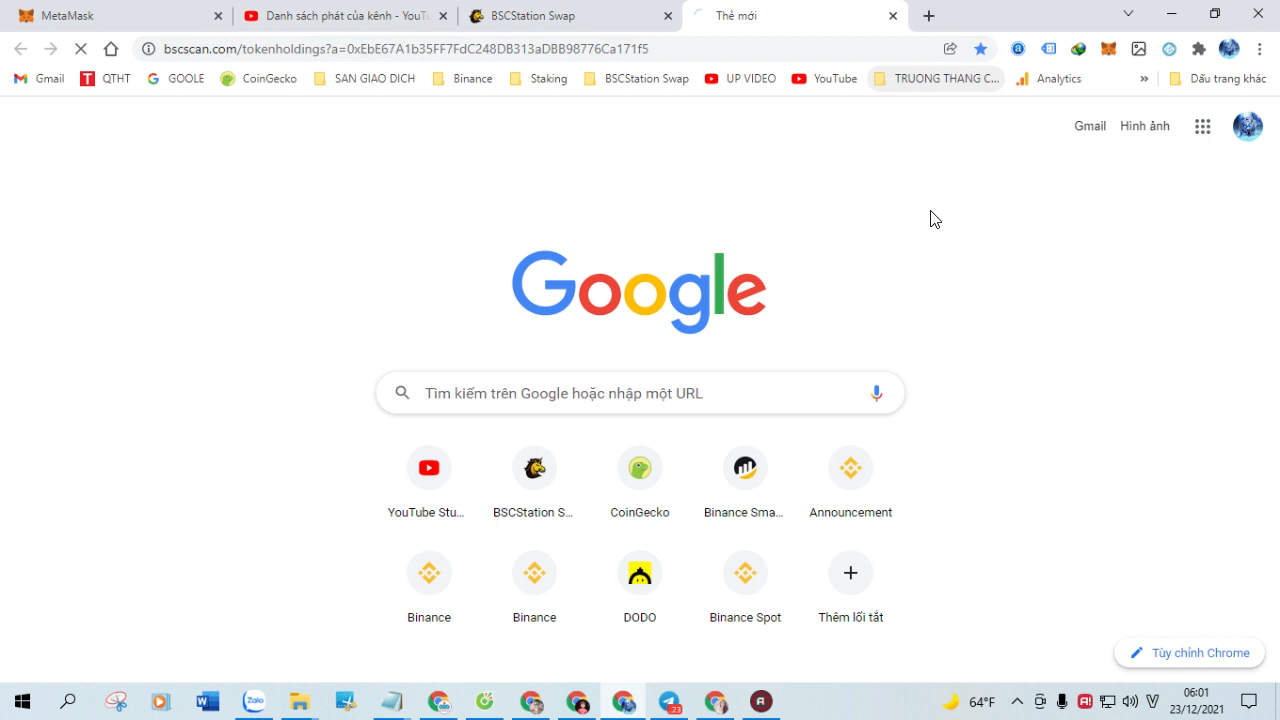 MetaMask
Danh sách phát của kênh - YouTu
BSCStation Swap
Thẻ mới
bscscan.com/tokenholdings?a=0xEbE67A1b35FF7FdC248DB313aDBB98776Ca171f5
Gmail
QTHT
GOOLE
CoinGecko
SAN GIAO DICH
Binance
Staking
BSCStation Swap
UP VIDEO
YouTube
TRUONG THANG C...
Analytics
»
Dấu trang khác
Gmail
Hình ảnh
Google
Tìm kiếm trên Google hoặc nhập một URL
YouTube Stu...
BSCStation S...
CoinGecko
Binance Sma...
Announcement
Binance
Binance
DODO
Binance Spot
Thêm lối tắt
Tùy chỉnh Chrome
Zalo
23
64°F
06:01
23/12/2021